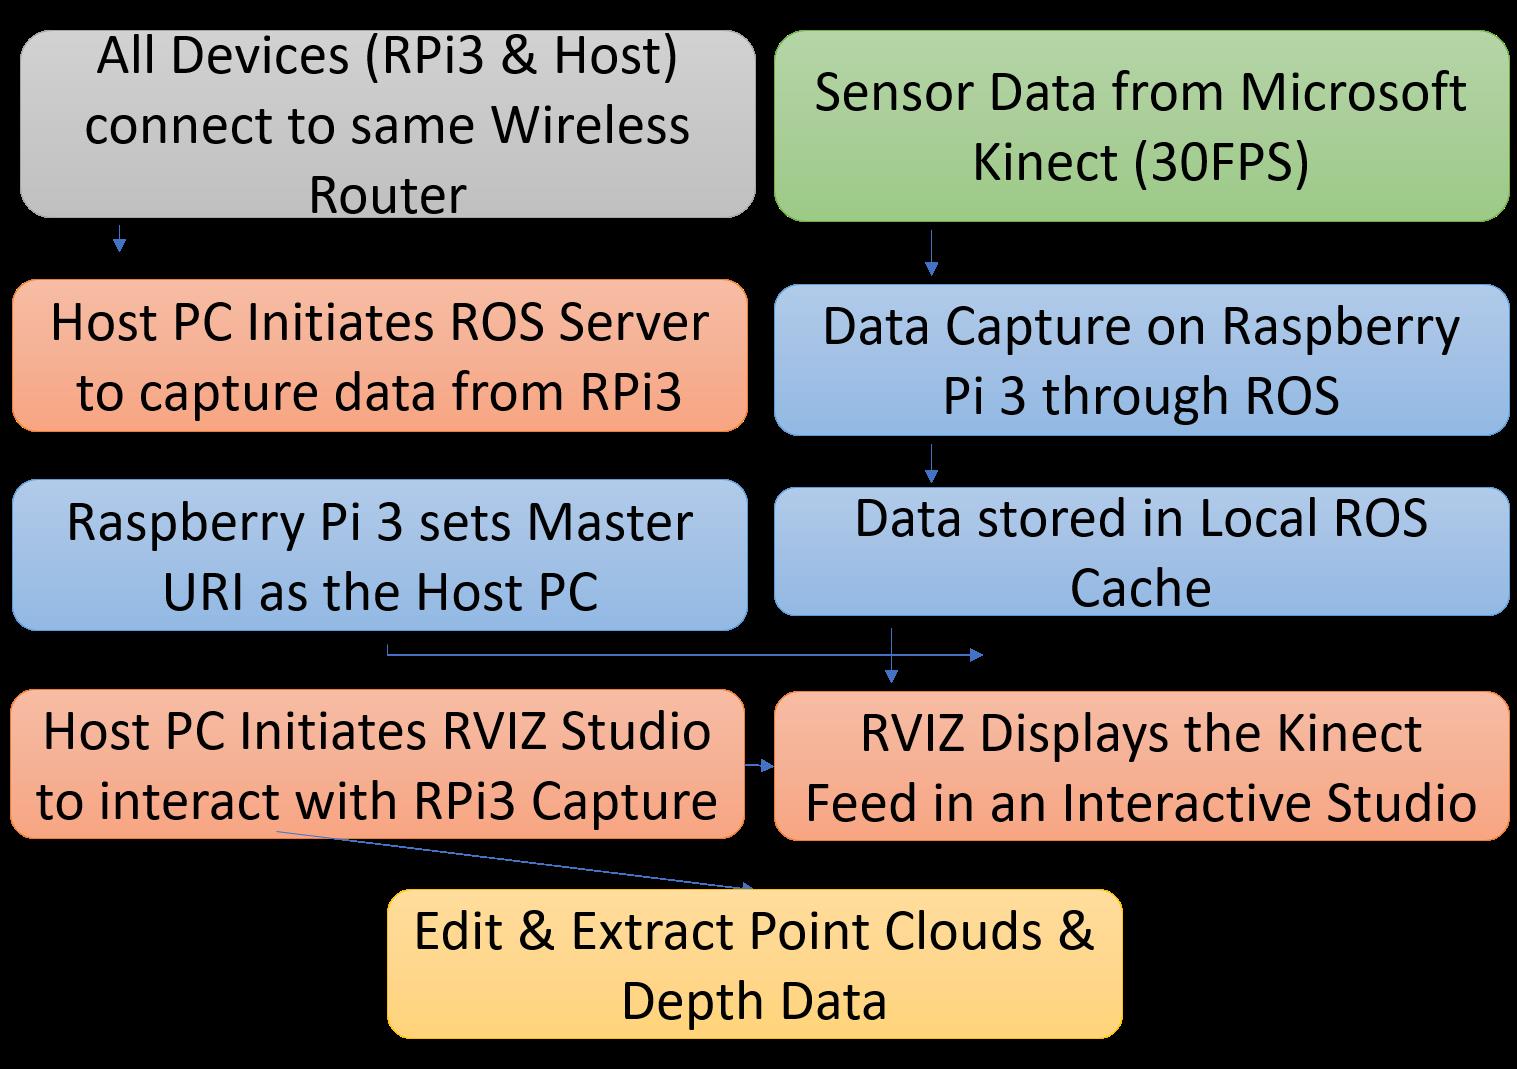 All Devices (RPi3 & Host)
connect to same Wireless
Router
Sensor Data from Microsoft
Kinect (30FPS)
Host PC Initiates ROS Server
to capture data from RPi3
Data Capture on Raspberry
Pi 3 through ROS
Raspberry Pi 3 sets Master
URI as the Host PC
Data stored in Local ROS
Cache
Host PC Initiates RVIZ Studio
to interact with RPi3 Capture
RVIZ Displays the Kinect
Feed in an Interactive Studio
Edit & Extract Point Clouds &
Depth Data